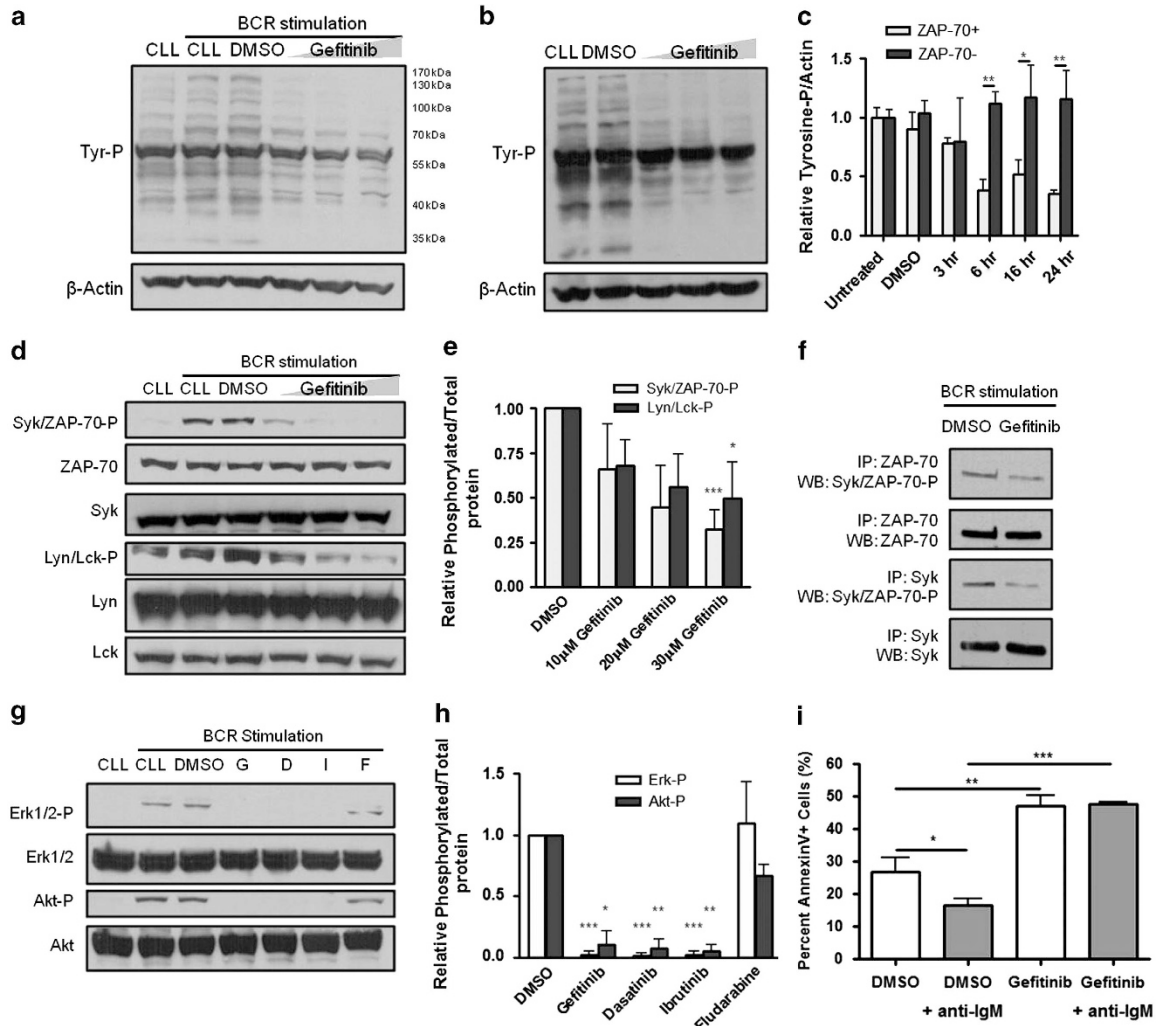 a
BCR stimulation
CLL CLL DMSO Gefitinib
Tyr-P
170kDa
130kDa
100kDa
70kDa
55kDa
40kDa
35kDa
β-Actin
b
CLL DMSO Gefitinib
Tyr-P
β-Actin
c
ZAP-70+
ZAP-70-
Relative Tyrosine-P/Actin
1.5
1.0
0.5
0.0
** * **
Untreated DMSO 3 hr 6 hr 16 hr 24 hr
d
BCR stimulation
CLL CLL DMSO Gefitinib
Syk/ZAP-70-P
ZAP-70
Syk
Lyn/Lck-P
Lyn
Lck
e
Syk/ZAP-70-P
Lyn/Lck-P
Relative Phosphorylated/Total
protein
1.00
0.75
0.50
0.25
0.00
*** *
DMSO 10µM Gefitinib 20µM Gefitinib 30µM Gefitinib
f
BCR stimulation
DMSO Gefitinib
IP: ZAP-70
WB: Syk/ZAP-70-P
IP: ZAP-70
WB: ZAP-70
IP: Syk
WB: Syk/ZAP-70-P
IP: Syk
WB: Syk
g
BCR Stimulation
CLL CLL DMSO G D I F
Erk1/2-P
Erk1/2
Akt-P
Akt
h
Erk-P
Akt-P
Relative Phosphorylated/Total
protein
1.5
1.0
0.5
0.0
*** * *** ** *** **
DMSO Gefitinib Dasatinib Ibrutinib Fludarabine
i
Percent AnnexinV+ Cells (%)
60
50
40
30
20
10
0
***
**
*
DMSO DMSO Gefitinib Gefitinib
+ anti-IgM + anti-IgM